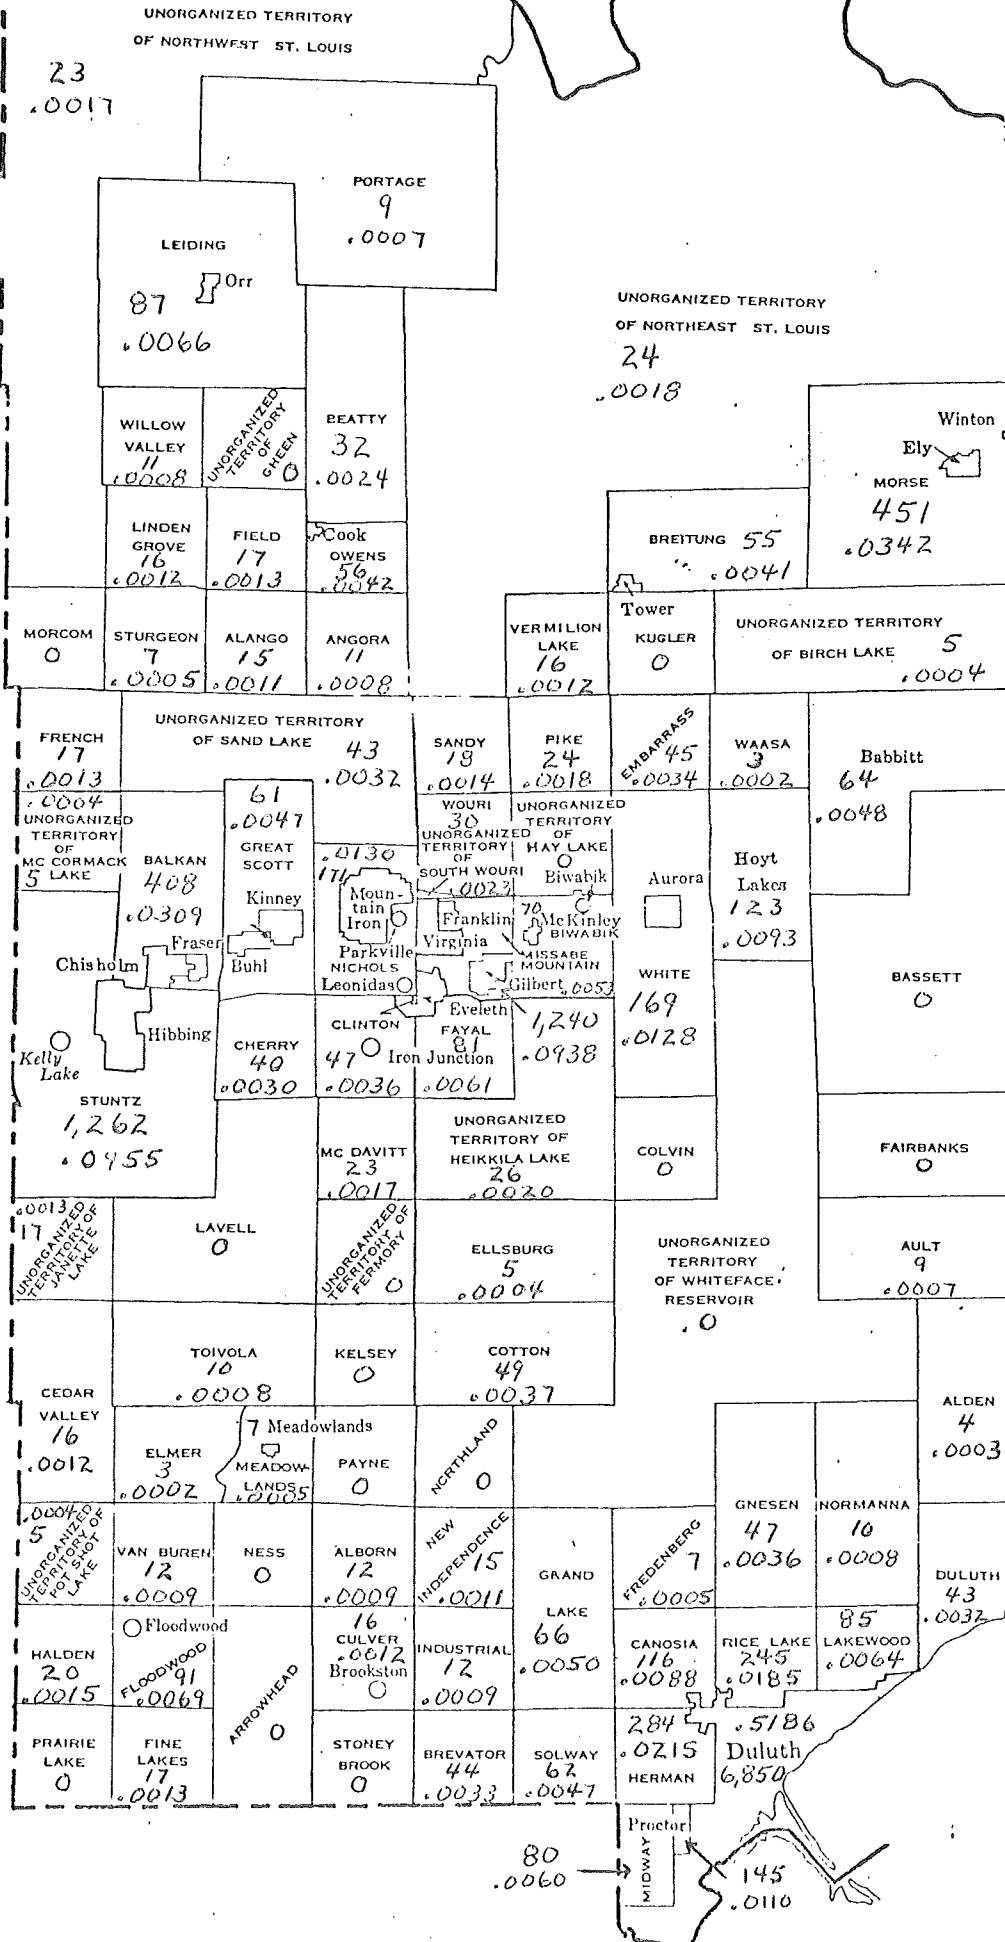 UNORGANIZED TERRITORY
OF NORTHWEST ST. LOUIS
23
.0017
PORTAGE
9
.0007
LEIDING
Orr
87
.0066
UNORGANIZED TERRITORY
OF NORTHEAST ST. LOUIS
24
.0018
WILLOW
VALLEY
11
.0008
UNORGANIZED
TERRITORY
OF
GHEEN
0
BEATTY
32
.0024
Winton
Ely
MORSE
451
.0342
LINDEN
GROVE
16
.0012
FIELD
17
.0013
Cook
OWENS
56
.0042
BREITUNG 55
.0041
Tower
MORCOM
0
STURGEON
7
.0005
ALANGO
15
.0011
ANGORA
11
.0008
VERMILION
LAKE
16
.0012
KUGLER
0
UNORGANIZED TERRITORY
OF BIRCH LAKE 5
.0004
FRENCH
17
.0013
UNORGANIZED TERRITORY
OF SAND LAKE 43
.0032
SANDY
18
.0014
PIKE
24
.0018
EMBARRASS
45
.0034
WAASA
3
.0002
Babbitt
64
.0048
.0004
UNORGANIZED
TERRITORY
OF
MC CORMACK
5 LAKE
BALKAN
408
.0309
61
.0047
GREAT
SCOTT
Kinney
Fraser
Buhl
Chisholm
.0130
171
Moun-
tain
Iron
Parkville
NICHOLS
Leonidas
WOURI
30
UNORGANIZED
TERRITORY
OF
SOUTH WOURI
.0023
UNORGANIZED
TERRITORY
OF
HAY LAKE
0
Biwabik
Franklin
Virginia
70
McKinley
BIWABIK
MISSABE
MOUNTAIN
Gilbert .0053
Eveleth
1,240
.0938
Aurora
WHITE
169
.0128
Hoyt
Lakes
123
.0093
BASSETT
0
Hibbing
Kelly
Lake
STUNTZ
1,262
.0955
CHERRY
40
.0030
CLINTON
47
Iron Junction
.0036
FAYAL
81
.0061
MC DAVITT
23
.0017
UNORGANIZED
TERRITORY OF
HEIKKILA LAKE
26
.0020
COLVIN
0
FAIRBANKS
0
.0013
17
UNORGANIZED
TERRITORY OF
JANETTE
LAKE
LAVELL
0
UNORGANIZED
TERRITORY OF
FERMORY
0
ELLSBURG
5
.0004
UNORGANIZED
TERRITORY
OF WHITEFACE
RESERVOIR
.0
AULT
9
.0007
CEDAR
VALLEY
16
.0012
TOIVOLA
10
.0008
KELSEY
0
COTTON
49
.0037
ALDEN
4
.0003
ELMER
3
.0002
7 Meadowlands
MEADOW-
LANDS
.0005
PAYNE
0
NORTHLAND
0
GNESEN
47
.0036
NORMANNA
10
.0008
.0004
5
UNORGANIZED
TERRITORY OF
POT SHOT
LAKE
VAN BUREN
12
.0009
NESS
0
ALBORN
12
.0009
NEW
INDEPENDENCE
15
.0011
GRAND
LAKE
66
.0050
FREDENBERG
7
.0005
DULUTH
43
.0032
HALDEN
20
.0015
Floodwood
FLOODWOOD
91
.0069
ARROWHEAD
0
16
CULVER
.0012
Brookston
INDUSTRIAL
12
.0009
CANOSIA
116
.0088
RICE LAKE
245
.0185
85
LAKEWOOD
.0064
PRAIRIE
LAKE
0
FINE
LAKES
17
.0013
STONEY
BROOK
0
BREVATOR
44
.0033
SOLWAY
62
.0047
284
.0215
HERMAN
.5186
Duluth
6,850
Proctor
MIDWAY
80
.0060
145
.0110